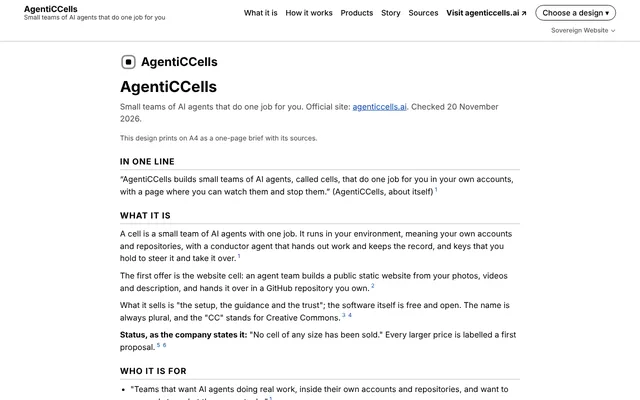 AgentiCCells
Small teams of AI agents that do one job for you
What it is How it works Products Story Sources Visit agenticcells.ai ↗ Choose a design ▾
Sovereign Website
AgentiCCells
AgentiCCells
Small teams of AI agents that do one job for you. Official site: agenticcells.ai. Checked 20 November
2026.
This design prints on A4 as a one-page brief with its sources.
IN ONE LINE
"AgentiCCells builds small teams of AI agents, called cells, that do one job for you in your own accounts,
with a page where you can watch them and stop them." (AgentiCCells, about itself) 1
WHAT IT IS
A cell is a small team of AI agents with one job. It runs in your environment, meaning your own accounts
and repositories, with a conductor agent that hands out work and keeps the record, and keys that you
hold to steer it and take it over. 1
The first offer is the website cell: an agent team builds a public static website from your photos, videos
and description, and hands it over in a GitHub repository you own. 2
What it sells is "the setup, the guidance and the trust"; the software itself is free and open. The name is
always plural, and the "CC" stands for Creative Commons. 3 4
Status, as the company states it: "No cell of any size has been sold." Every larger price is labelled a first
proposal. 5 6
WHO IT IS FOR
• "Teams that want AI agents doing real work, inside their own accounts and repositories, and want to